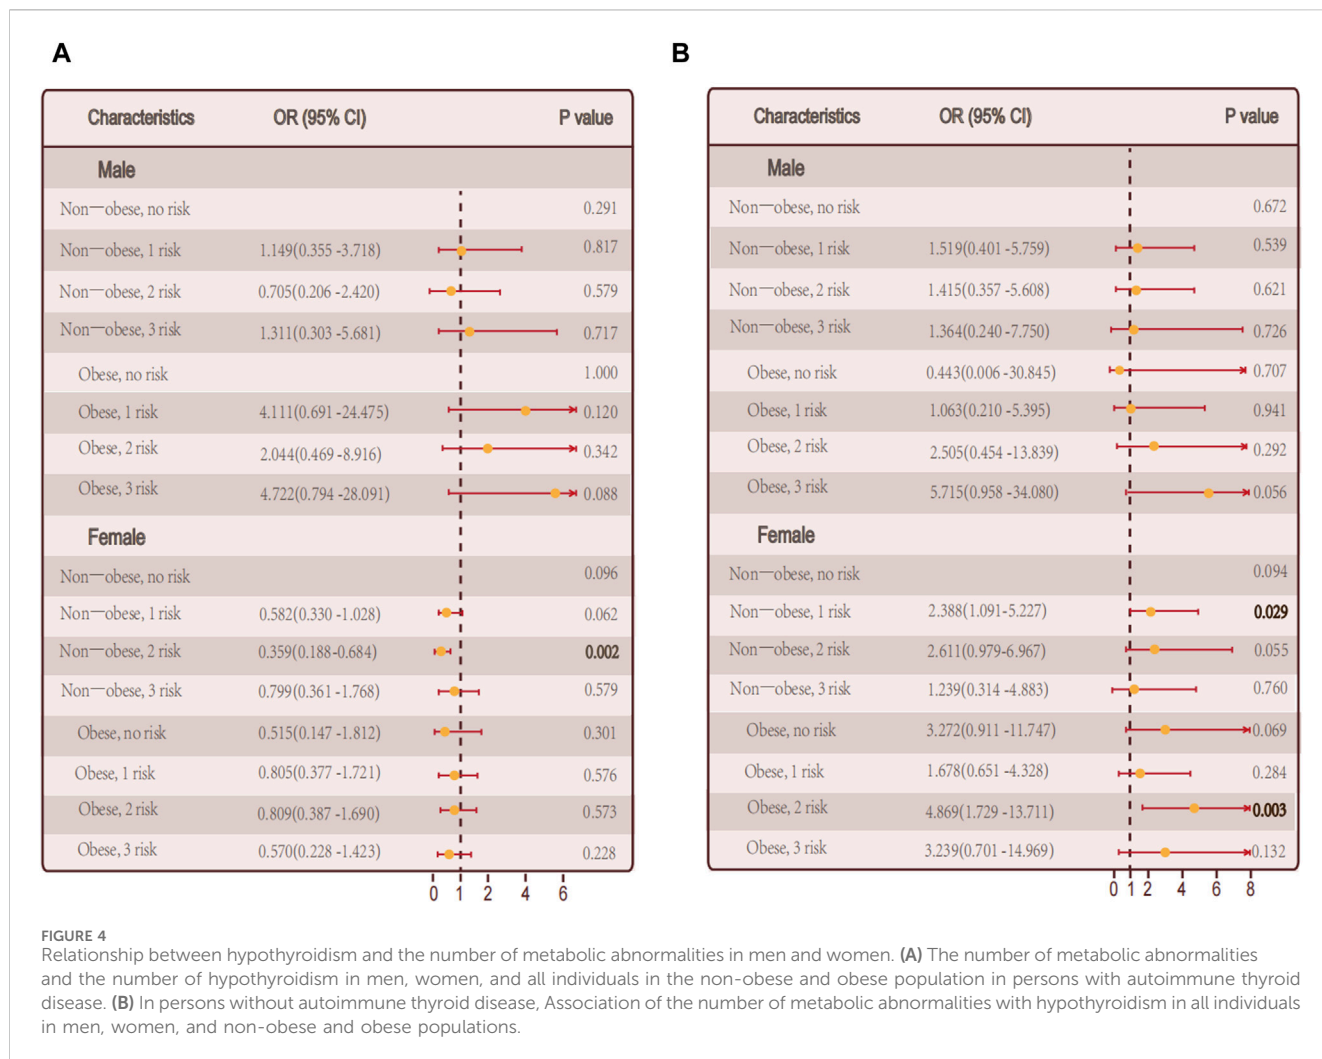 A
Characteristics OR (95% CI) P value
Male
Non—obese, no risk 0.291
Non—obese, 1 risk 1.149(0.355 -3.718) 0.817
Non—obese, 2 risk 0.705(0.206 -2.420) 0.579
Non—obese, 3 risk 1.311(0.303 -5.681) 0.717
Obese, no risk 1.000
Obese, 1 risk 4.111(0.691 -24.475) 0.120
Obese, 2 risk 2.044(0.469 -8.916) 0.342
Obese, 3 risk 4.722(0.794 -28.091) 0.088
Female
Non—obese, no risk 0.096
Non—obese, 1 risk 0.582(0.330 -1.028) 0.062
Non—obese, 2 risk 0.359(0.188-0.684) 0.002
Non—obese, 3 risk 0.799(0.361 -1.768) 0.579
Obese, no risk 0.515(0.147 -1.812) 0.301
Obese, 1 risk 0.805(0.377 -1.721) 0.576
Obese, 2 risk 0.809(0.387 -1.690) 0.573
Obese, 3 risk 0.570(0.228 -1.423) 0.228
0 1 2 4 6
B
Characteristics OR (95% CI) P value
Male
Non—obese, no risk 0.672
Non—obese, 1 risk 1.519(0.401 -5.759) 0.539
Non—obese, 2 risk 1.415(0.357 -5.608) 0.621
Non—obese, 3 risk 1.364(0.240 -7.750) 0.726
Obese, no risk 0.443(0.006 -30.845) 0.707
Obese, 1 risk 1.063(0.210 -5.395) 0.941
Obese, 2 risk 2.505(0.454 -13.839) 0.292
Obese, 3 risk 5.715(0.958 -34.080) 0.056
Female
Non—obese, no risk 0.094
Non—obese, 1 risk 2.388(1.091-5.227) 0.029
Non—obese, 2 risk 2.611(0.979-6.967) 0.055
Non—obese, 3 risk 1.239(0.314 -4.883) 0.760
Obese, no risk 3.272(0.911 -11.747) 0.069
Obese, 1 risk 1.678(0.651 -4.328) 0.284
Obese, 2 risk 4.869(1.729 -13.711) 0.003
Obese, 3 risk 3.239(0.701 -14.969) 0.132
0 1 2 4 6 8
FIGURE 4
Relationship between hypothyroidism and the number of metabolic abnormalities in men and women. (A) The number of metabolic abnormalities
and the number of hypothyroidism in men, women, and all individuals in the non-obese and obese population in persons with autoimmune thyroid
disease. (B) In persons without autoimmune thyroid disease, Association of the number of metabolic abnormalities with hypothyroidism in all individuals
in men, women, and non-obese and obese populations.